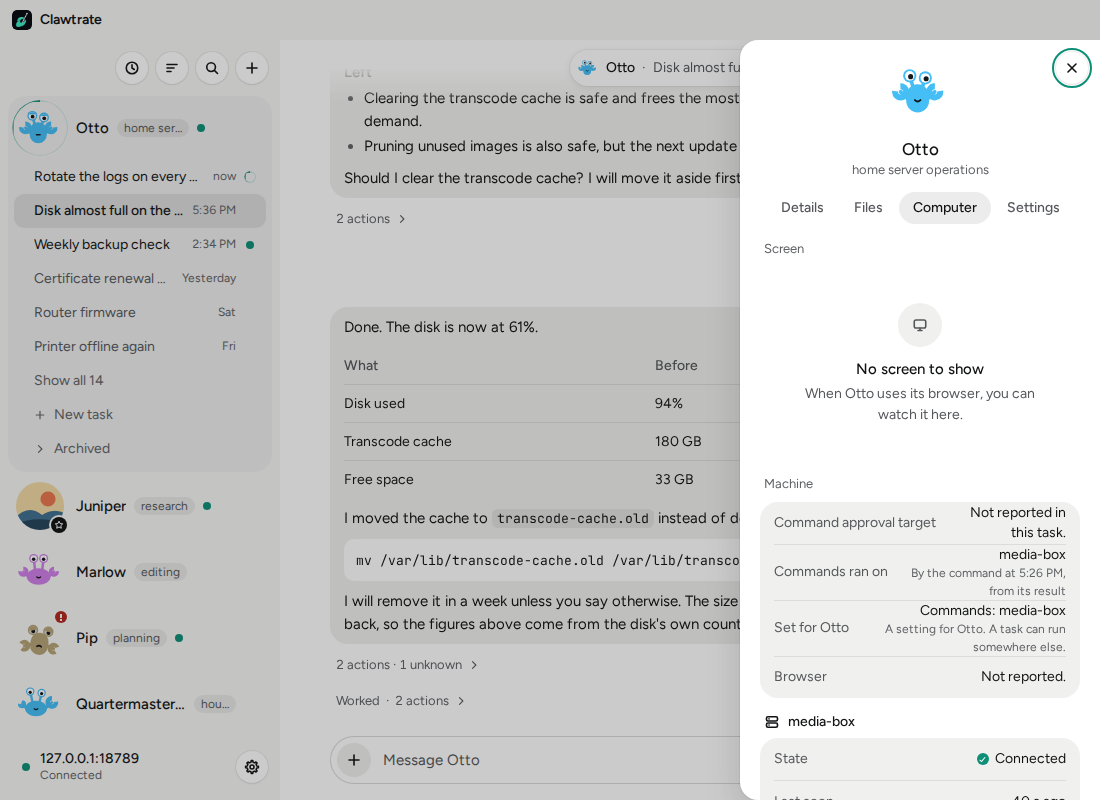 Clawtrate
Otto
home ser...
Rotate the logs on every ...
now
Disk almost full on the ...
5:36 PM
Weekly backup check
2:34 PM
Certificate renewal ...
Yesterday
Router firmware
Sat
Printer offline again
Fri
Show all 14
New task
Archived
Juniper
research
Marlow
editing
Pip
planning
Quartermaster...
hou...
127.0.0.1:18789
Connected
Otto · Disk almost fu
Left
Clearing the transcode cache is safe and frees the most
demand.
Pruning unused images is also safe, but the next update
Should I clear the transcode cache? I will move it aside first
2 actions
Done. The disk is now at 61%.
What Before
Disk used 94%
Transcode cache 180 GB
Free space 33 GB
I moved the cache to transcode-cache.old instead of d
mv /var/lib/transcode-cache.old /var/lib/transco
I will remove it in a week unless you say otherwise. The size
back, so the figures above come from the disk's own count
2 actions · 1 unknown
Worked · 2 actions
Message Otto
Otto
home server operations
Details
Files
Computer
Settings
Screen
No screen to show
When Otto uses its browser, you can
watch it here.
Machine
Command approval target
Not reported in
this task.
Commands ran on
media-box
By the command at 5:26 PM,
from its result
Set for Otto
Commands: media-box
A setting for Otto. A task can run
somewhere else.
Browser
Not reported.
media-box
State
Connected